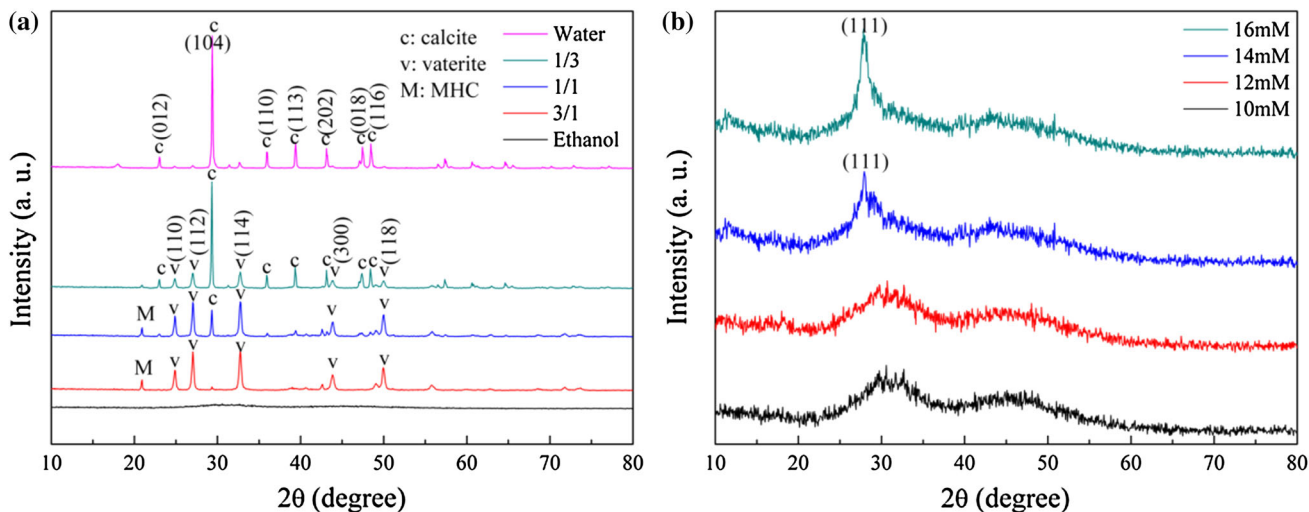 (a)
c
(104)
c(012)
c(110)
c(113)
c(202)
c(018)
c(116)
c: calcite
v: vaterite
M: MHC
Water
1/3
1/1
3/1
Ethanol
c
c
v(110)
v(112)
v(114)
c
c
c
v(300)
c
c
v(118)
M
v
v
c
v
v
v
M
v
v
v
v
v
10 20 30 40 50 60 70 80
2θ (degree)
Intensity (a. u.)
(b)
(111)
(111)
16mM
14mM
12mM
10mM
10 20 30 40 50 60 70 80
2θ (degree)
Intensity (a. u.)